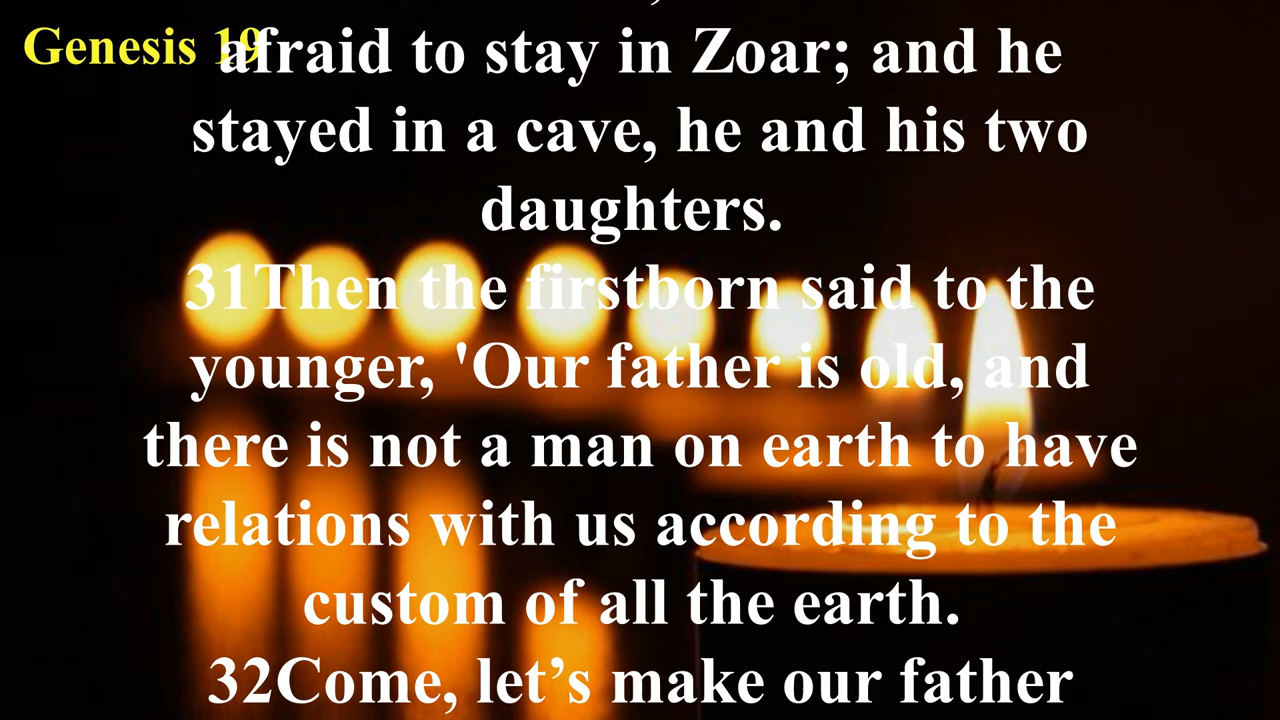 Genesis 19
afraid to stay in Zoar; and he
stayed in a cave, he and his two
daughters.
31Then the firstborn said to the
younger, 'Our father is old, and
there is not a man on earth to have
relations with us according to the
custom of all the earth.
32Come, let’s make our father